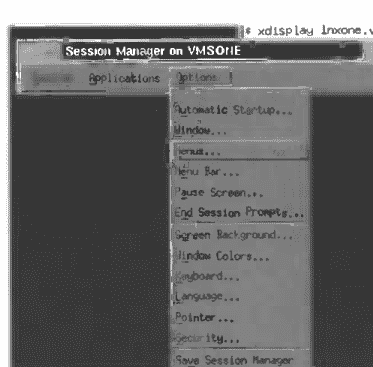 $ xdisplay lnxone.v
Session Manager on VMSONE
Session Applications Options
Automatic Startup...
Window...
Menus...
Menu Bar...
Pause Screen...
End Session Prompts...
Screen Background...
Window Colors...
Keyboard...
Language...
Pointer...
Security...
Save Session Manager